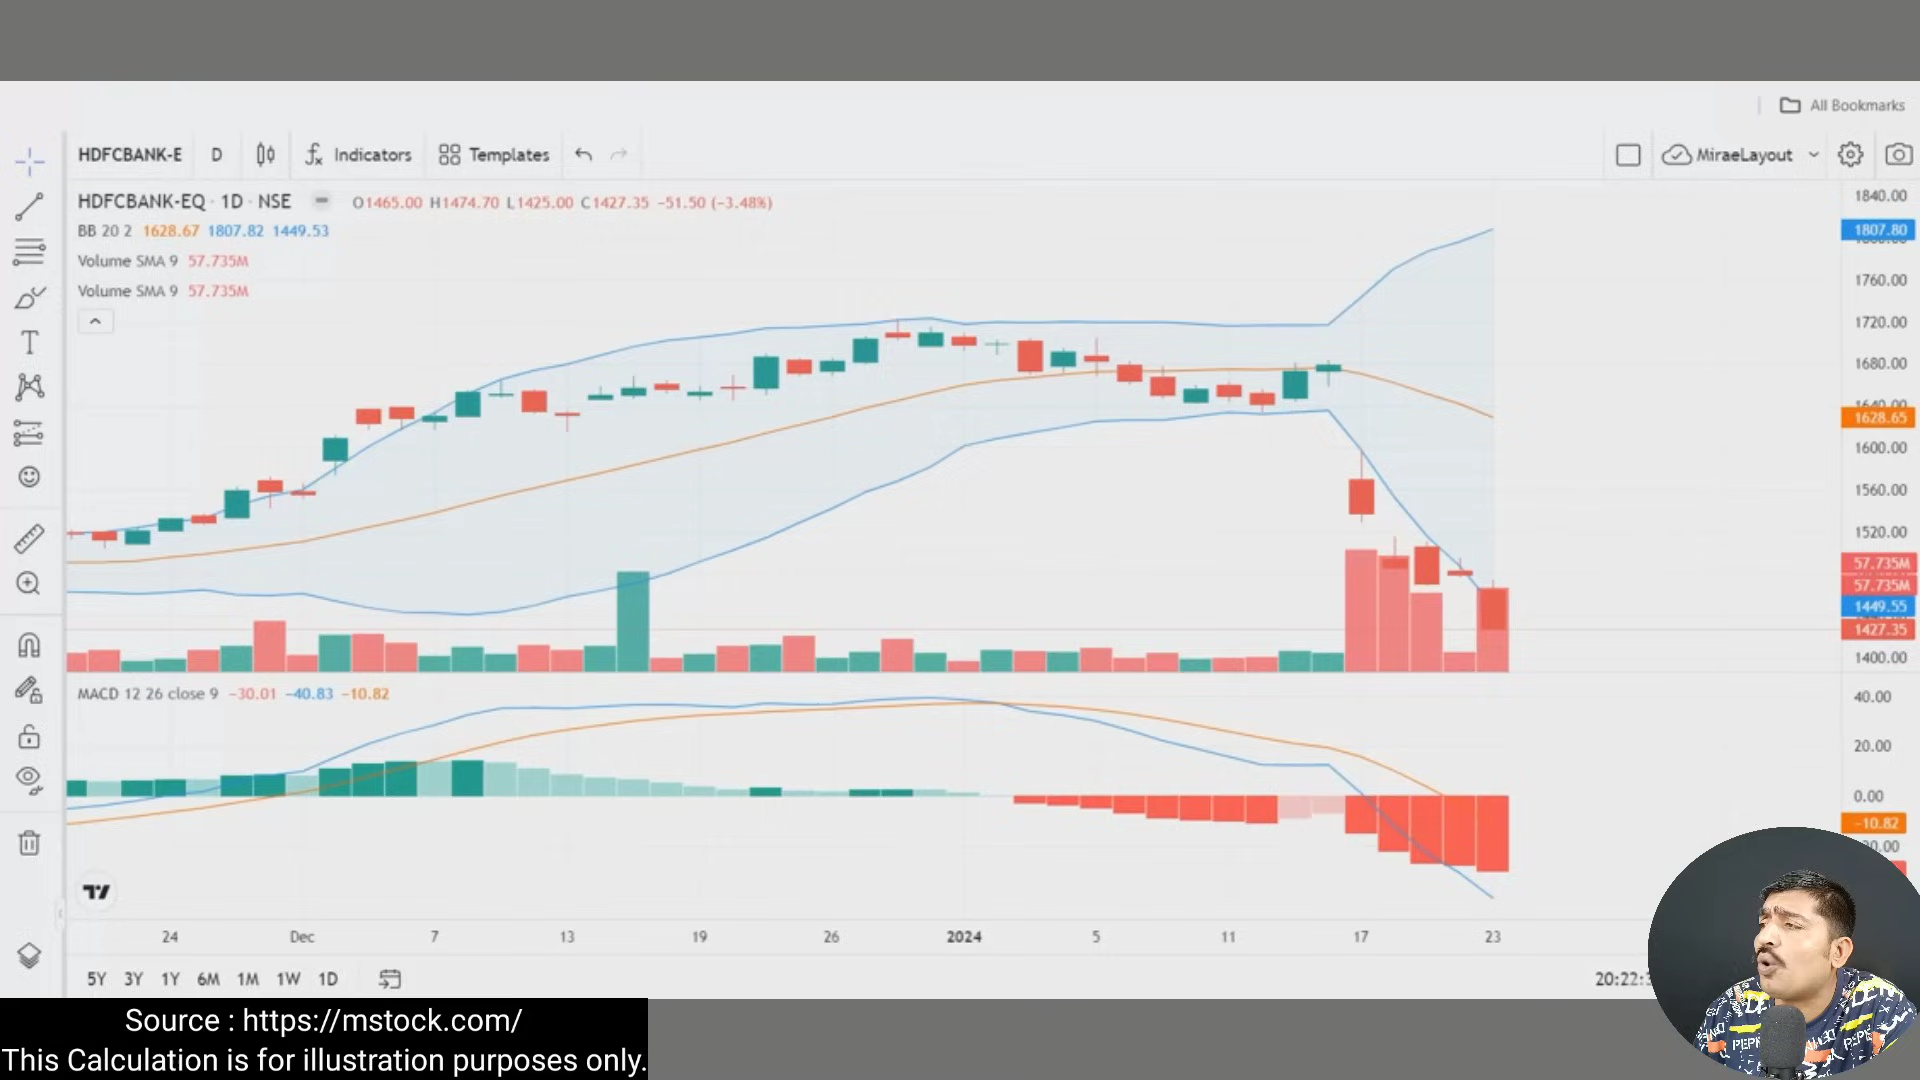 All Bookmarks
HDFCBANK-E D Indicators Templates MiraeLayout
HDFCBANK-EQ · 1D · NSE O1465.00 H1474.70 L1425.00 C1427.35 −51.50 (−3.48%)
BB 20 2 1628.67 1807.82 1449.53
Volume SMA 9 57.735M
Volume SMA 9 57.735M
1840.00
1807.80
1760.00
1720.00
1680.00
1640.00
1628.65
1600.00
1560.00
1520.00
57.735M
57.735M
1449.55
1427.35
1400.00
MACD 12 26 close 9 −30.01 −40.83 −10.82
40.00
20.00
0.00
−10.82
24 Dec 7 13 19 26 2024 5 11 17 23
5Y 3Y 1Y 6M 1M 1W 1D
20:22:
Source : https://mstock.com/
This Calculation is for illustration purposes only.